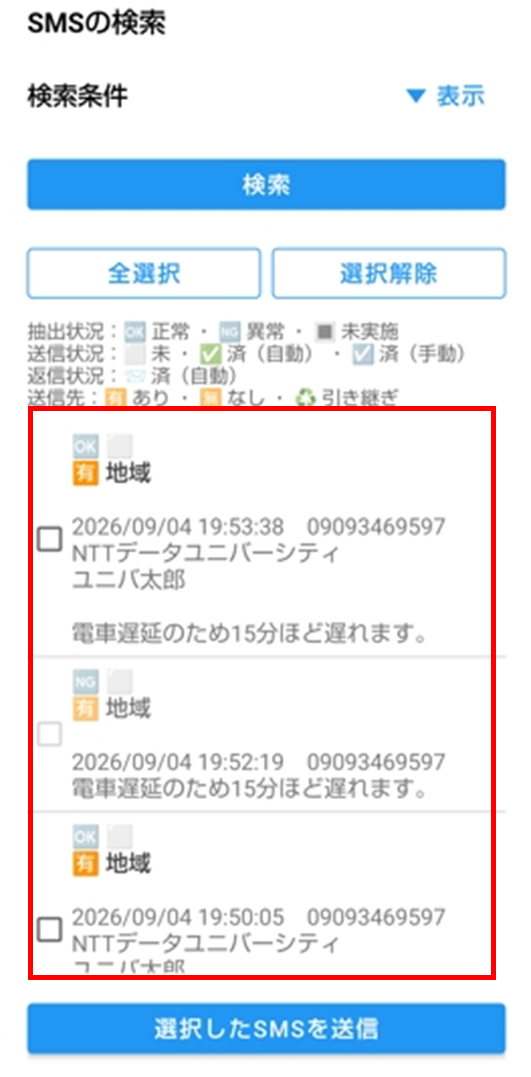 SMSの検索
検索条件 ▼ 表示
検索
全選択 選択解除
抽出状況：🆗 正常 ・ 🆖 異常 ・ 🔳 未実施
送信状況：⬜ 未 ・ ✅ 済（自動） ・ ☑ 済（手動）
返信状況：📨 済（自動）
送信先：🈶 あり ・ 🈚 なし ・ ♻ 引き継ぎ
🆗 ⬜
🈶 地域
2026/09/04 19:53:38 09093469597
NTTデータユニバーシティ
ユニバ太郎
電車遅延のため15分ほど遅れます。
🆖 ⬜
🈶 地域
2026/09/04 19:52:19 09093469597
電車遅延のため15分ほど遅れます。
🆗 ⬜
🈶 地域
2026/09/04 19:50:05 09093469597
NTTデータユニバーシティ
ユニバ太郎
選択したSMSを送信